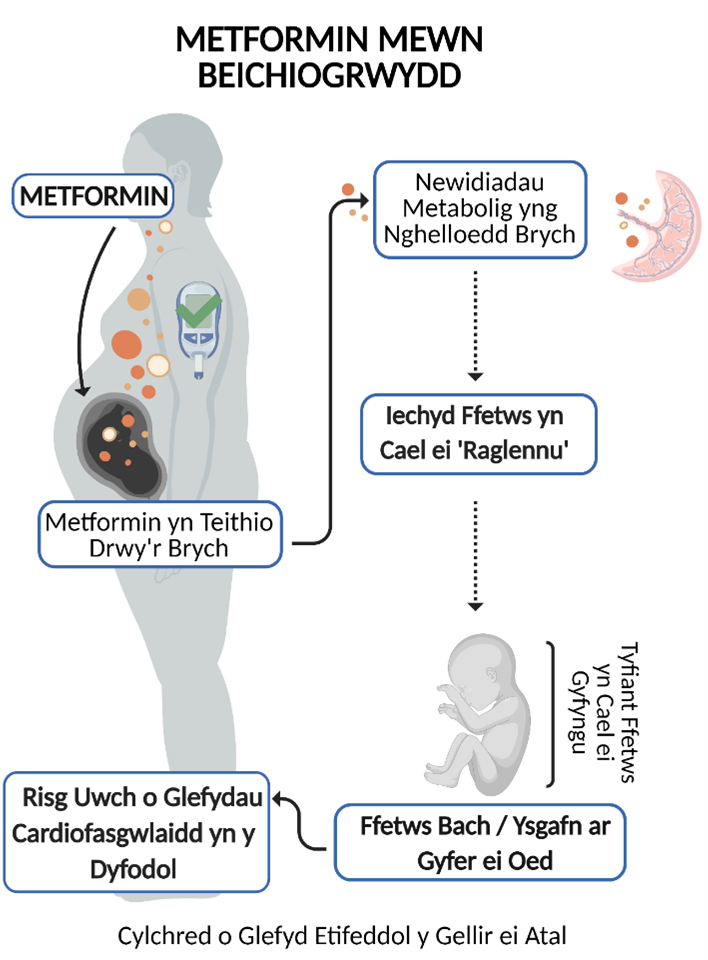 METFORMIN MEWN
BEICHIOGRWYDD
METFORMIN
Newidiadau
Metabolig yng
Nghelloedd Brych
Iechyd Ffetws yn
Cael ei 'Raglennu'
Metformin yn Teithio
Drwy'r Brych
Tyfiant Ffetws
yn Cael ei
Gyfyngu
Ffetws Bach / Ysgafn ar
Gyfer ei Oed
Risg Uwch o Glefydau
Cardiofasgwlaidd yn y
Dyfodol
Cylchred o Glefyd Etifeddol y Gellir ei Atal